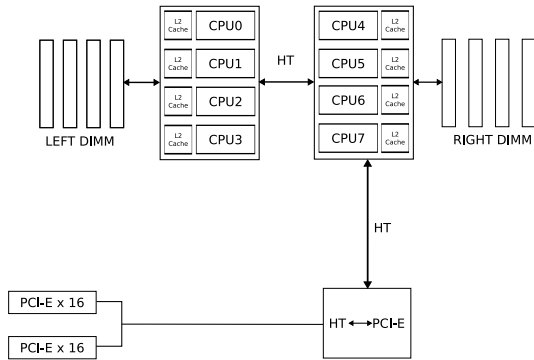 L2
Cache
CPU0
L2
Cache
CPU1
L2
Cache
CPU2
L2
Cache
CPU3
LEFT DIMM
HT
CPU4
L2
Cache
CPU5
L2
Cache
CPU6
L2
Cache
CPU7
L2
Cache
RIGHT DIMM
HT
PCI-E x 16
PCI-E x 16
HT
PCI-E